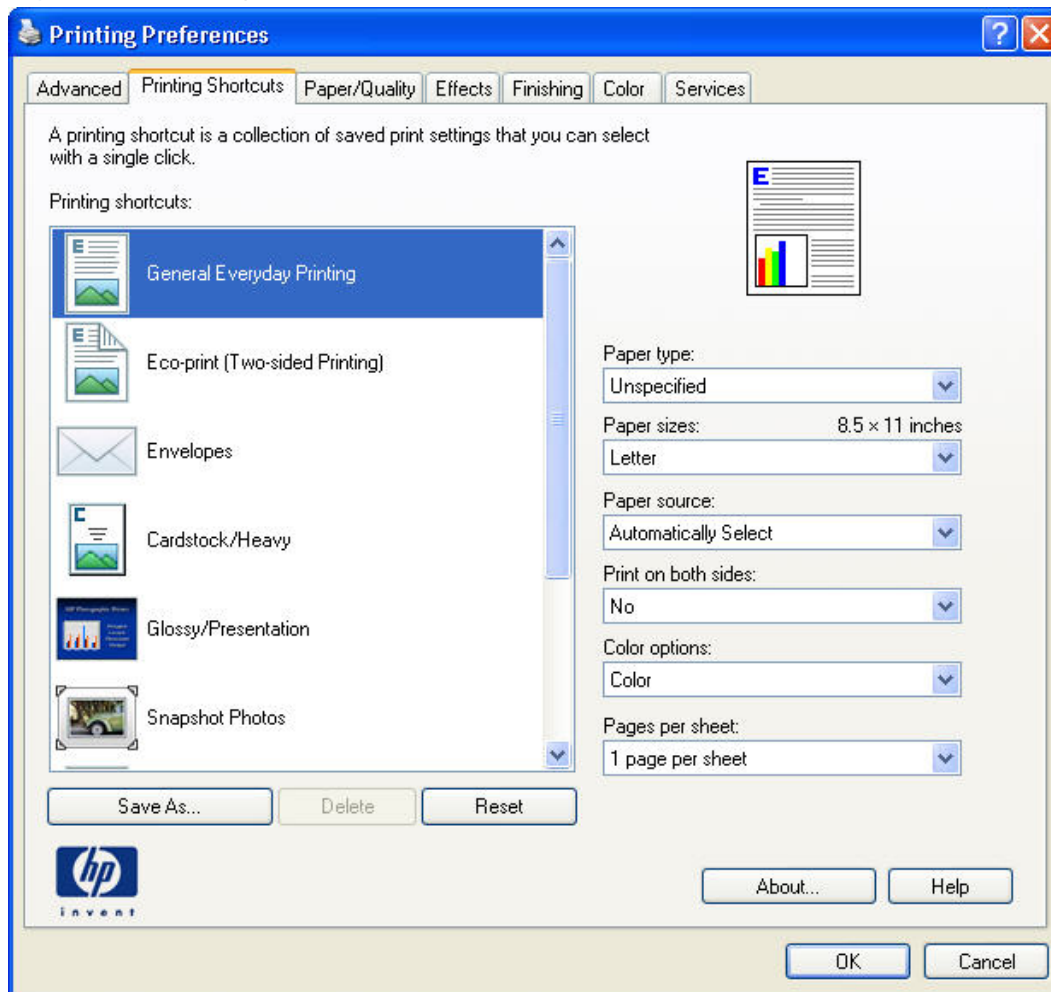 Printing Preferences
?
Advanced
Printing Shortcuts
Paper/Quality
Effects
Finishing
Color
Services
A printing shortcut is a collection of saved print settings that you can select
with a single click.
Printing shortcuts:
E
General Everyday Printing
E
Eco-print (Two-sided Printing)
Envelopes
E
Cardstock/Heavy
Glossy/Presentation
Snapshot Photos
Save As...
Delete
Reset
E
Paper type:
Unspecified
Paper sizes: 8.5 × 11 inches
Letter
Paper source:
Automatically Select
Print on both sides:
No
Color options:
Color
Pages per sheet:
1 page per sheet
hp
invent
About...
Help
OK
Cancel